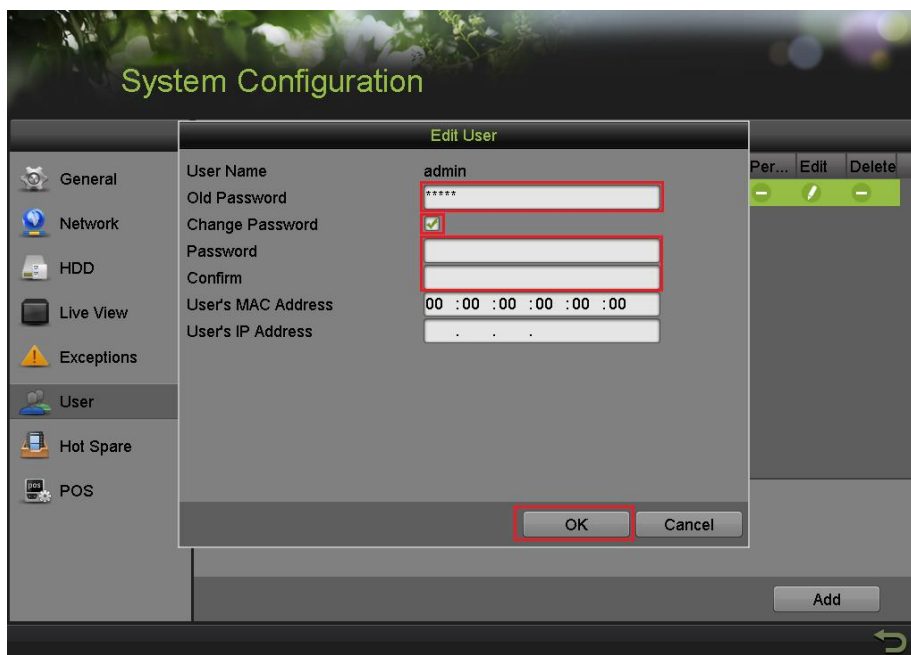 System Configuration
Edit User
Per... Edit Delete
General
Network
HDD
Live View
Exceptions
User
Hot Spare
pos
POS
User Name admin
Old Password *****
Change Password
Password
Confirm
User's MAC Address 00 :00 :00 :00 :00 :00
User's IP Address . . .
OK Cancel
Add